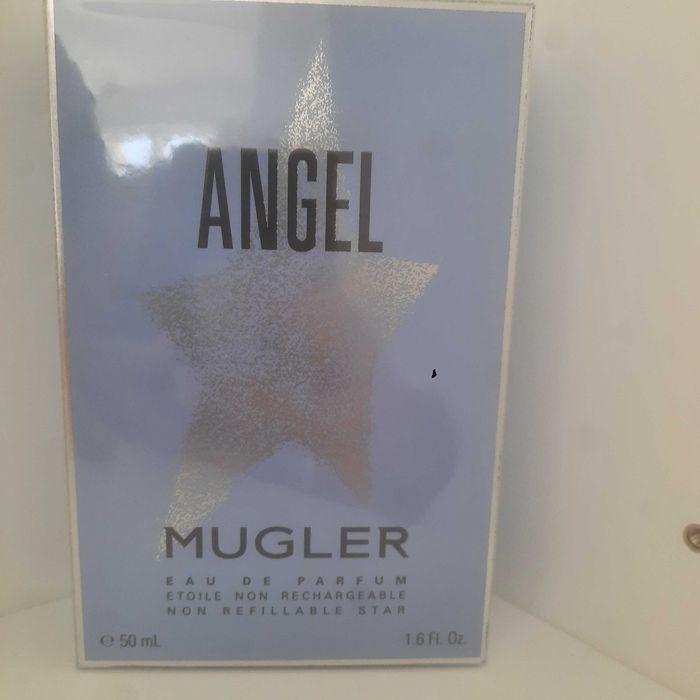 ANGEL
MUGLER
EAU DE PARFUM
ETOILE NON RECHARGEABLE
NON REFILLABLE STAR
℮ 50 mL 1.6 Fl. Oz.